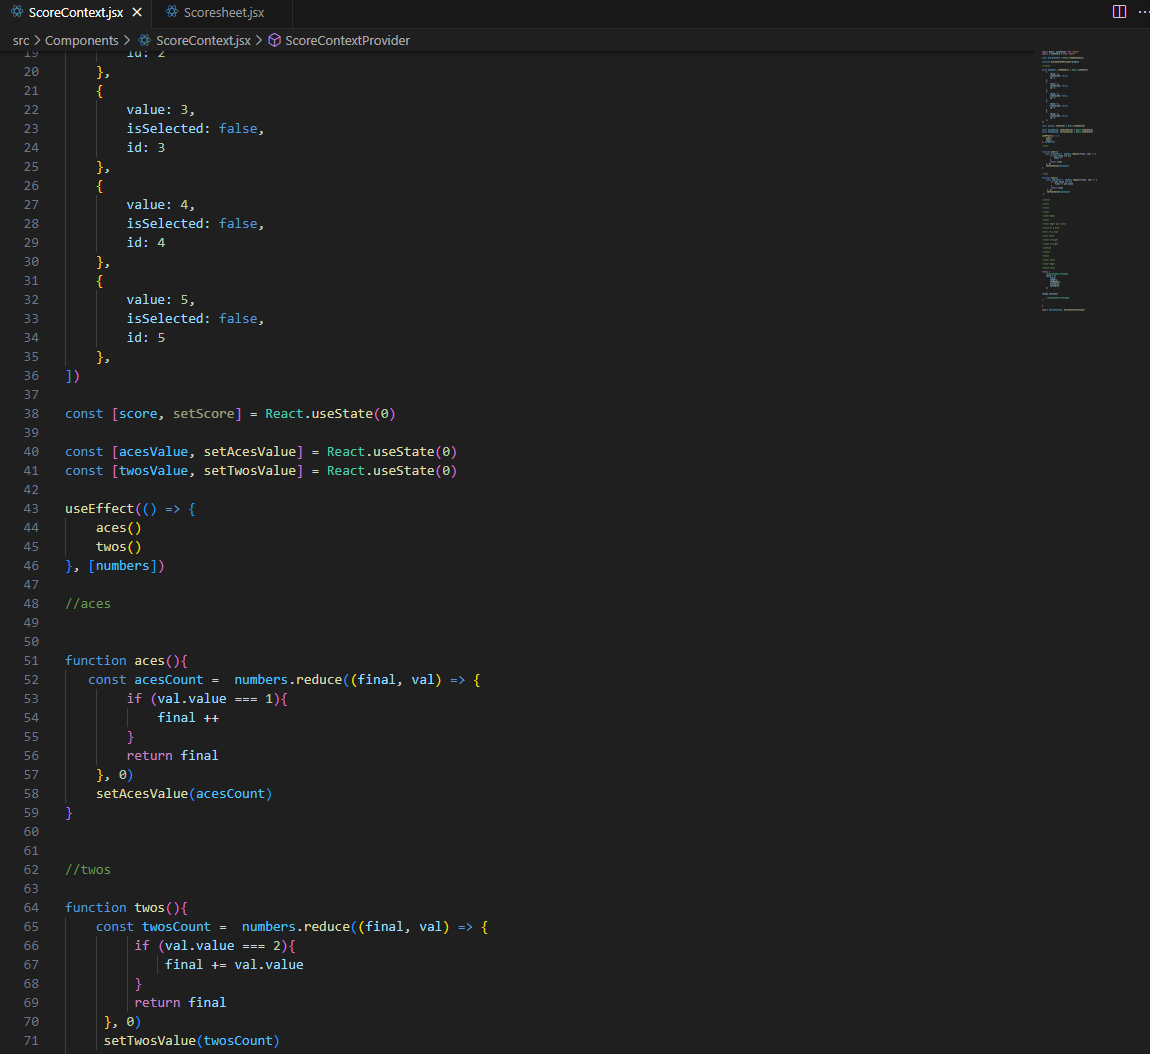 ScoreContext.jsx Scoresheet.jsx
src > Components > ScoreContext.jsx > ScoreContextProvider
19 id: 2
20 },
21 {
22 value: 3,
23 isSelected: false,
24 id: 3
25 },
26 {
27 value: 4,
28 isSelected: false,
29 id: 4
30 },
31 {
32 value: 5,
33 isSelected: false,
34 id: 5
35 },
36 ])
37
38 const [score, setScore] = React.useState(0)
39
40 const [acesValue, setAcesValue] = React.useState(0)
41 const [twosValue, setTwosValue] = React.useState(0)
42
43 useEffect(() => {
44 aces()
45 twos()
46 }, [numbers])
47
48 //aces
49
50
51 function aces(){
52 const acesCount =  numbers.reduce((final, val) => {
53 if (val.value === 1){
54 final ++
55 }
56 return final
57 }, 0)
58 setAcesValue(acesCount)
59 }
60
61
62 //twos
63
64 function twos(){
65 const twosCount =  numbers.reduce((final, val) => {
66 if (val.value === 2){
67 final += val.value
68 }
69 return final
70 }, 0)
71 setTwosValue(twosCount)